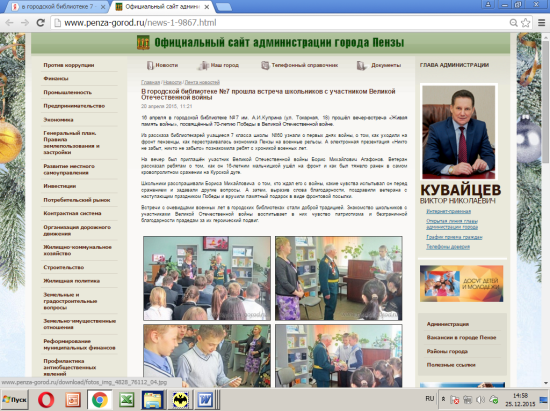 в городской библиотеке 7
Официальный сайт админи
www.penza-gorod.ru/news-1-9867.html
Официальный сайт администрации города Пензы
Новости
Наш город
Телефонный справочник
Документы
Против коррупции
Финансы
Промышленность
Предпринимательство
Экономика
Генеральный план.
Правила
землепользования и
застройки
Развитие местного
самоуправления
Инвестиции
Потребительский рынок
Контрактная система
Организация дорожного
движения
Жилищно-коммунальное
хозяйство
Строительство
Жилищная политика
Земельные и
градостроительные
вопросы
Земельно-имущественные
отношения
Реформирование
муниципальных финансов
Профилактика
антиобщественных
Главная / Новости / Лента новостей
В городской библиотеке №7 прошла встреча школьников с участником Великой
Отечественной войны
20 апреля 2015, 11:21
16 апреля в городской библиотеке №7 им. А.И.Куприна (ул. Токарная, 18) прошёл вечер-встреча «Живая
память войны», посвящённый 70-летию Победы в Великой Отечественной войне.
Из рассказа библиотекарей учащиеся 7 класса школы №50 узнали о первых днях войны, о том, как уходили на
фронт пензенцы, как перестраивалась экономика Пензы на военные рельсы. А электронная презентация «Никто
не забыт, ничто не забыто» познакомила ребят с хроникой военных лет.
На вечер был приглашён участник Великой Отечественной войны Борис Михайлович Агафонов. Ветеран
рассказал ребятам о том, как он 16-летним мальчишкой ушёл на фронт и как был тяжело ранен в самом
кровопролитном сражении на Курской дуге.
Школьники расспрашивали Бориса Михайловича о том, кто ждал его с войны, какие чувства испытывал он перед
сражением и задавали другие вопросы. А затем, выразив слова благодарности, поздравили ветерана с
наступающим праздником Победы и вручили памятный подарок в виде фронтовой посылки.
Встречи с очевидцами военных лет в городских библиотеках стали доброй традицией. Знакомство школьников с
участниками Великой Отечественной войны воспитывает в них чувство патриотизма и безграничной
благодарности прадедам за их героический подвиг.
ГЛАВА АДМИНИСТРАЦИИ
КУВАЙЦЕВ
ВИКТОР НИКОЛАЕВИЧ
Интернет-приемная
Открытая линия главы
администрации города
График приема граждан
Телефоны доверия
ДОСУГ ДЕТЕЙ
И МОЛОДЕЖИ
Администрация
Вакансии в городе Пензе
Районы города
Полезные ссылки
www.penza-gorod.ru/download/fotos_img_4828_76112_04.jpg
Пуск
RU
14:58
25.12.2015